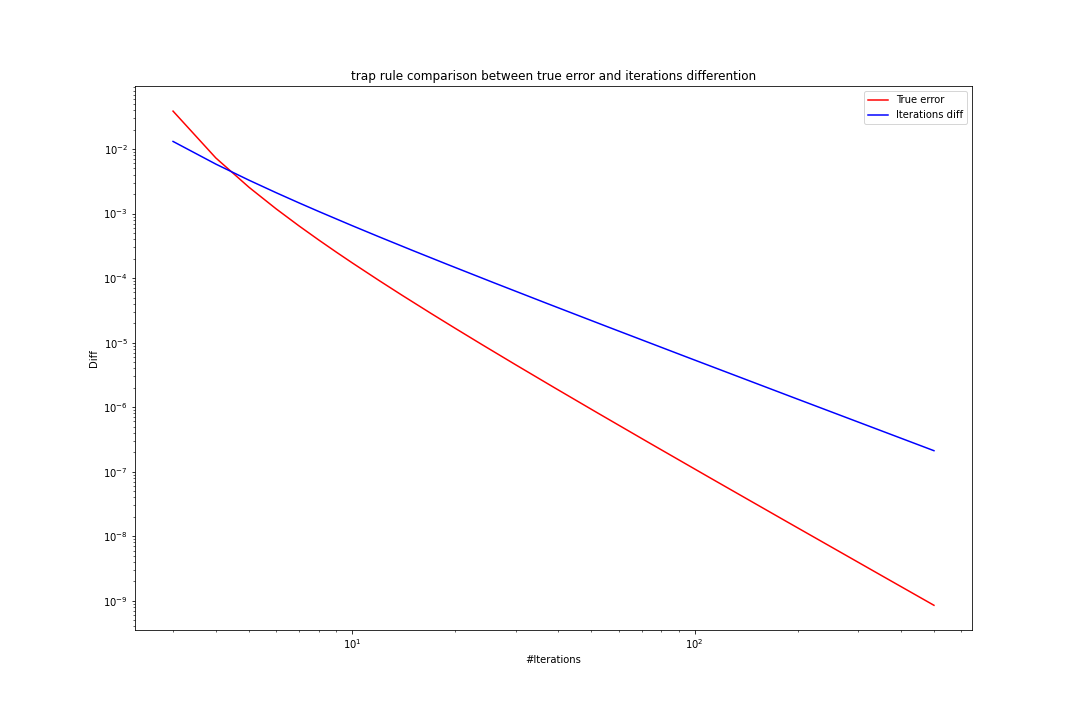 trap rule comparison between true error and iterations differention
True error
Iterations diff
Diff
10⁻²
10⁻³
10⁻⁴
10⁻⁵
10⁻⁶
10⁻⁷
10⁻⁸
10⁻⁹
10¹
10²
#Iterations